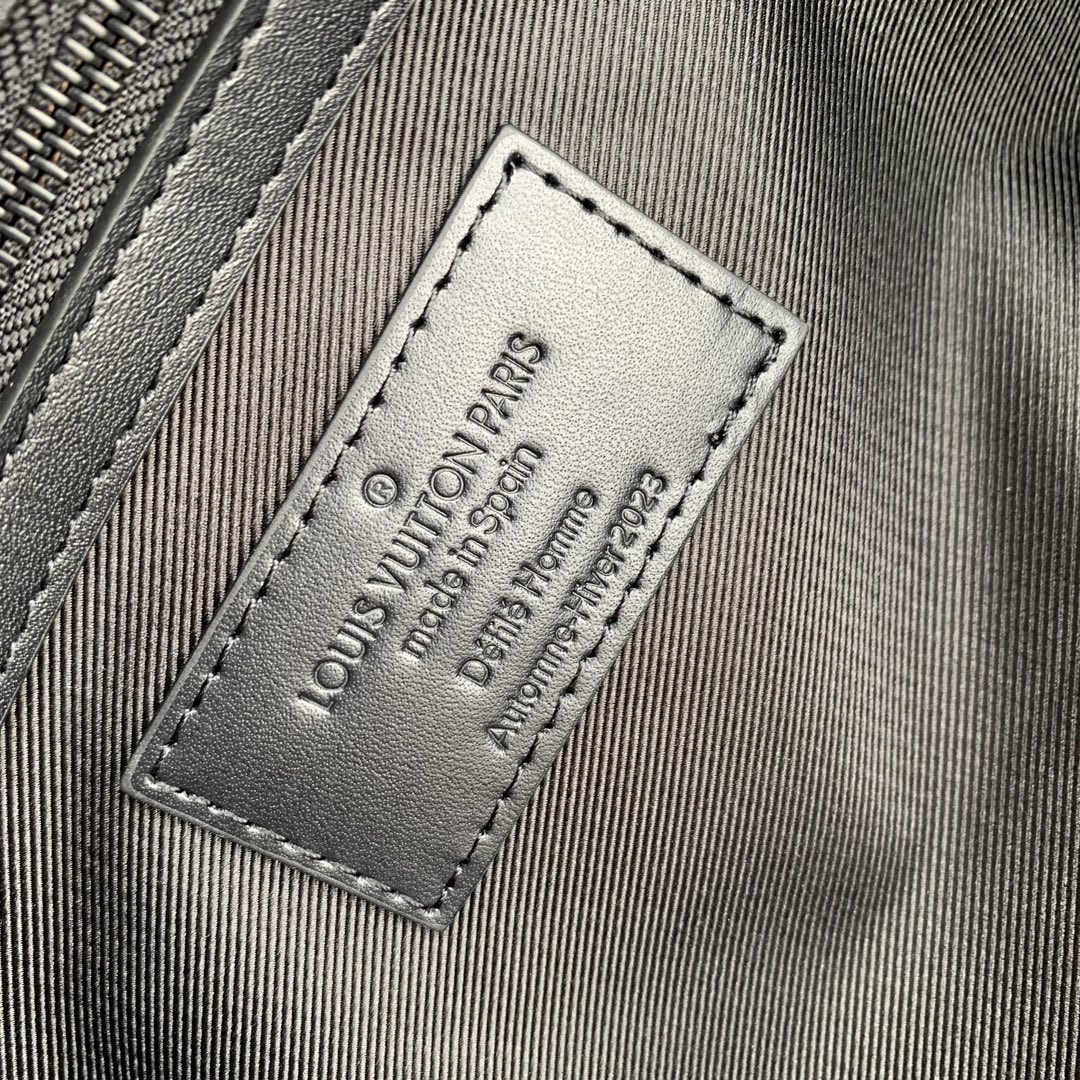 ®
LOUIS VUITTON PARIS
made in Spain
Défilé Homme
Automne-Hiver 2023